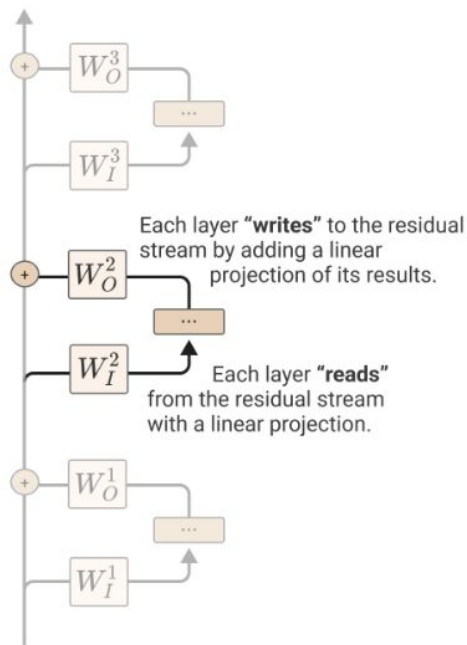 +
W_O^3
...
W_I^3
Each layer “writes” to the residual
stream by adding a linear
projection of its results.
+
W_O^2
...
W_I^2
Each layer “reads”
from the residual stream
with a linear projection.
+
W_O^1
...
W_I^1